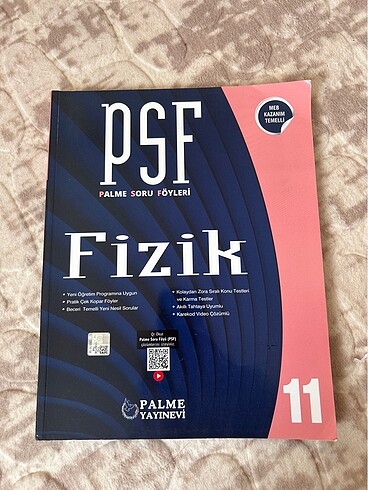 MEB
KAZANIM
TEMELLİ
PSF
PALME SORU FÖYLERİ
Fizik
• Yeni Öğretim Programına Uygun
• Pratik Çek Kopar Föyler
• Beceri Temelli Yeni Nesil Sorular
• Kolaydan Zora Sıralı Konu Testleri
ve Karma Testler
• Akıllı Tahtaya Uyumlu
• Karekod Video Çözümlü
Palme Soru Föyü (PSF)
PALME
YAYINEVİ
11